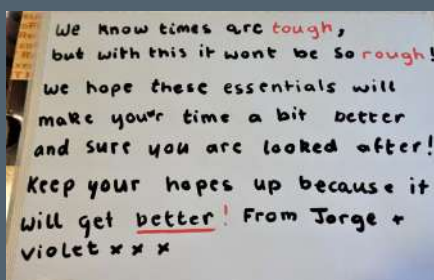 We know times are tough,
but with this it wont be so rough!
we hope these essentials will
make your time a bit better
and sure you are looked after!
Keep your hopes up because it
will get better! From Jorge +
violet x x x